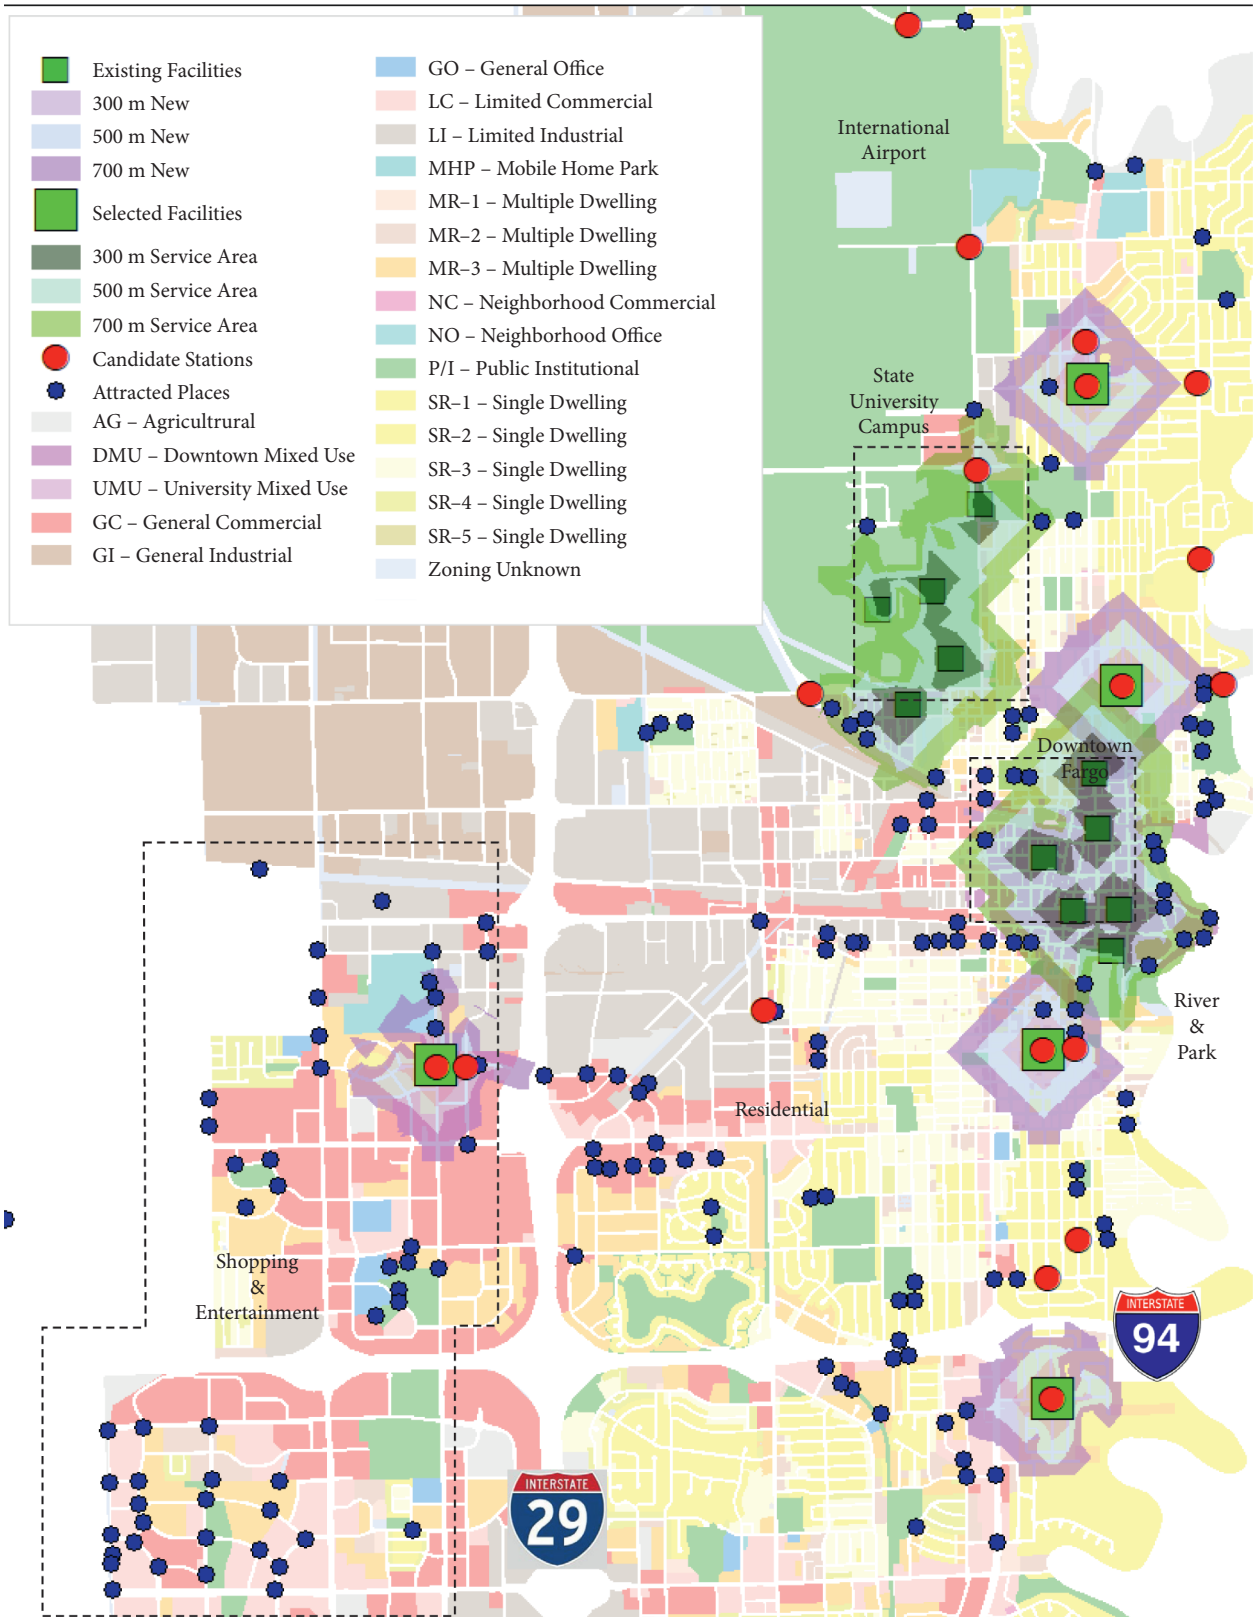 Existing Facilities
300 m New
500 m New
700 m New
Selected Facilities
300 m Service Area
500 m Service Area
700 m Service Area
Candidate Stations
Attracted Places
AG – Agricultrural
DMU – Downtown Mixed Use
UMU – University Mixed Use
GC – General Commercial
GI – General Industrial
GO – General Office
LC – Limited Commercial
LI – Limited Industrial
MHP – Mobile Home Park
MR–1 – Multiple Dwelling
MR–2 – Multiple Dwelling
MR–3 – Multiple Dwelling
NC – Neighborhood Commercial
NO – Neighborhood Office
P/I – Public Institutional
SR–1 – Single Dwelling
SR–2 – Single Dwelling
SR–3 – Single Dwelling
SR–4 – Single Dwelling
SR–5 – Single Dwelling
Zoning Unknown
International
Airport
State
University
Campus
Downtown
Fargo
River
&
Park
Residential
Shopping
&
Entertainment
INTERSTATE
94
INTERSTATE
29